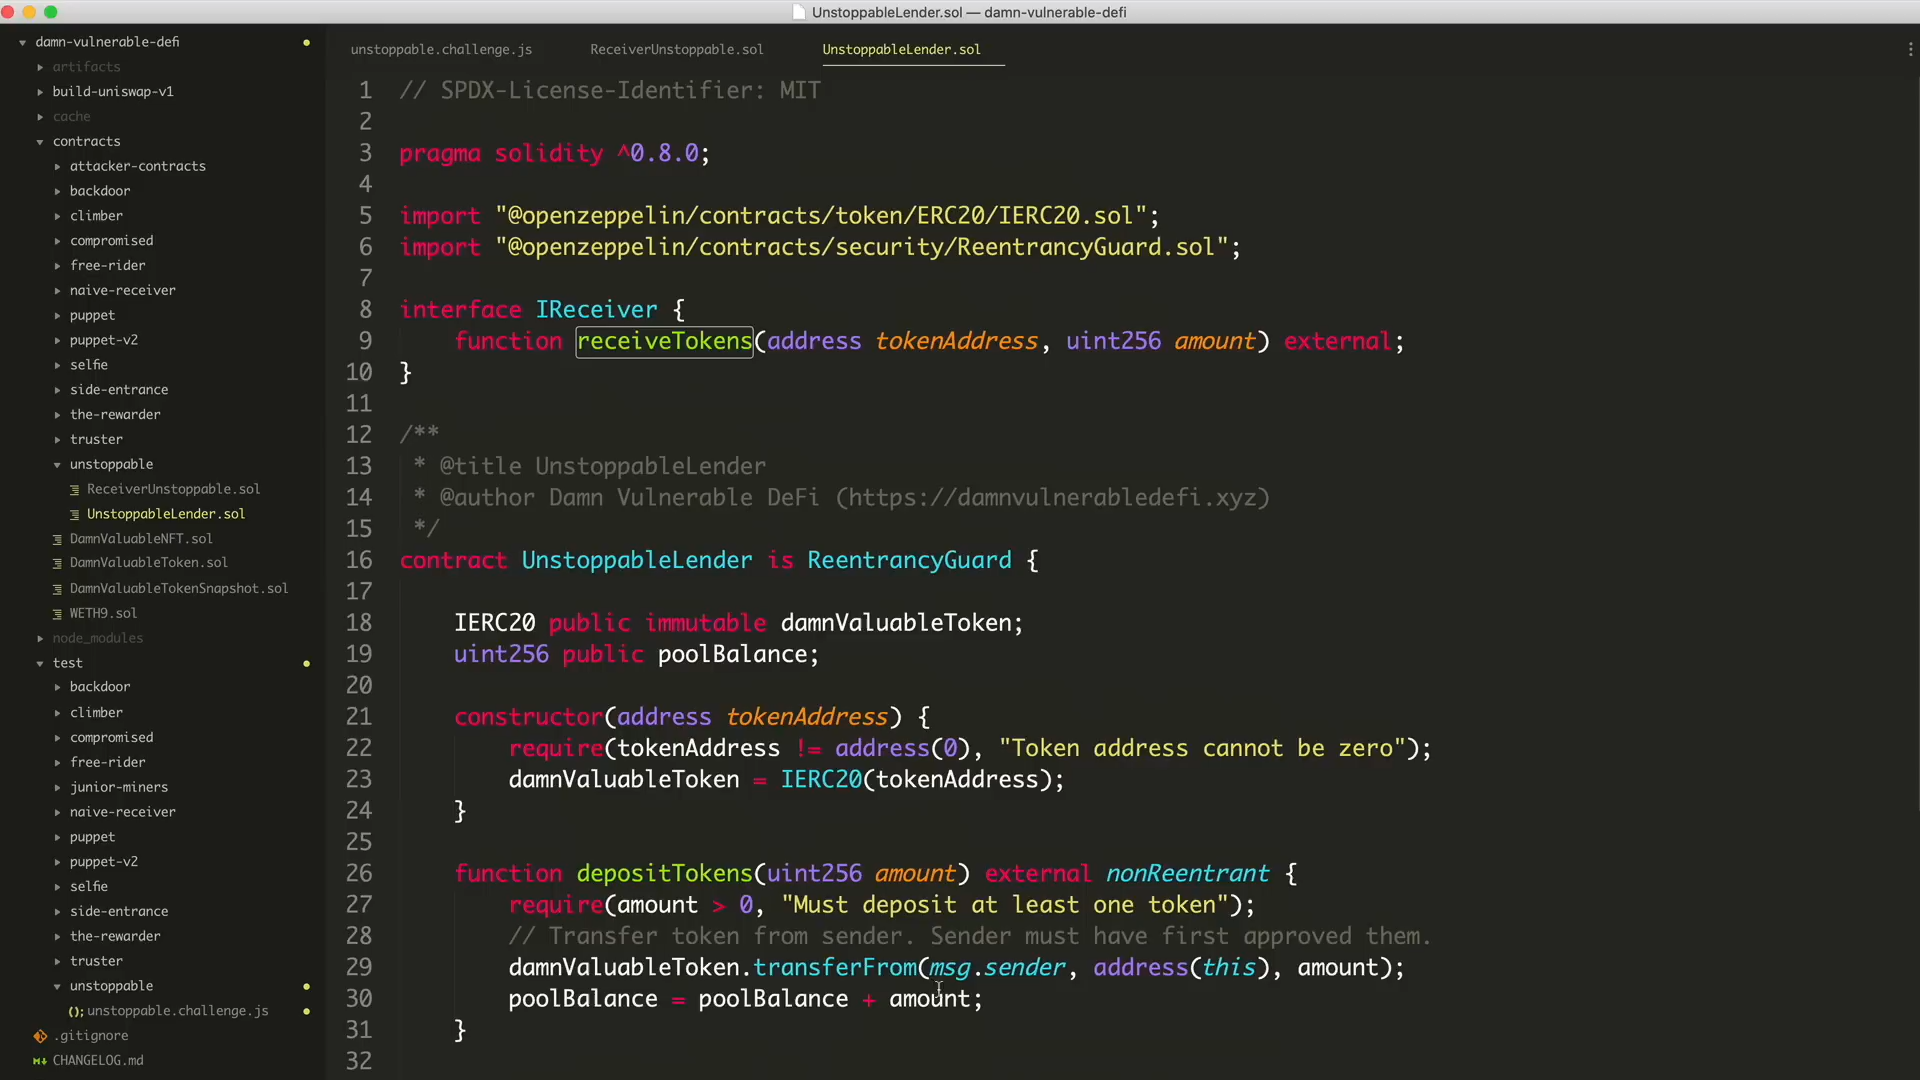 UnstoppableLender.sol — damn-vulnerable-defi
damn-vulnerable-defi
artifacts
build-uniswap-v1
cache
contracts
attacker-contracts
backdoor
climber
compromised
free-rider
naive-receiver
puppet
puppet-v2
selfie
side-entrance
the-rewarder
truster
unstoppable
ReceiverUnstoppable.sol
UnstoppableLender.sol
DamnValuableNFT.sol
DamnValuableToken.sol
DamnValuableTokenSnapshot.sol
WETH9.sol
node_modules
test
backdoor
climber
compromised
free-rider
junior-miners
naive-receiver
puppet
puppet-v2
selfie
side-entrance
the-rewarder
truster
unstoppable
(); unstoppable.challenge.js
.gitignore
CHANGELOG.md
unstoppable.challenge.js ReceiverUnstoppable.sol UnstoppableLender.sol
1 // SPDX-License-Identifier: MIT
2
3 pragma solidity ^0.8.0;
4
5 import "@openzeppelin/contracts/token/ERC20/IERC20.sol";
6 import "@openzeppelin/contracts/security/ReentrancyGuard.sol";
7
8 interface IReceiver {
9 function receiveTokens(address tokenAddress, uint256 amount) external;
10 }
11
12 /**
13 * @title UnstoppableLender
14 * @author Damn Vulnerable DeFi (https://damnvulnerabledefi.xyz)
15 */
16 contract UnstoppableLender is ReentrancyGuard {
17
18 IERC20 public immutable damnValuableToken;
19 uint256 public poolBalance;
20
21 constructor(address tokenAddress) {
22 require(tokenAddress != address(0), "Token address cannot be zero");
23 damnValuableToken = IERC20(tokenAddress);
24 }
25
26 function depositTokens(uint256 amount) external nonReentrant {
27 require(amount > 0, "Must deposit at least one token");
28 // Transfer token from sender. Sender must have first approved them.
29 damnValuableToken.transferFrom(msg.sender, address(this), amount);
30 poolBalance = poolBalance + amount;
31 }
32